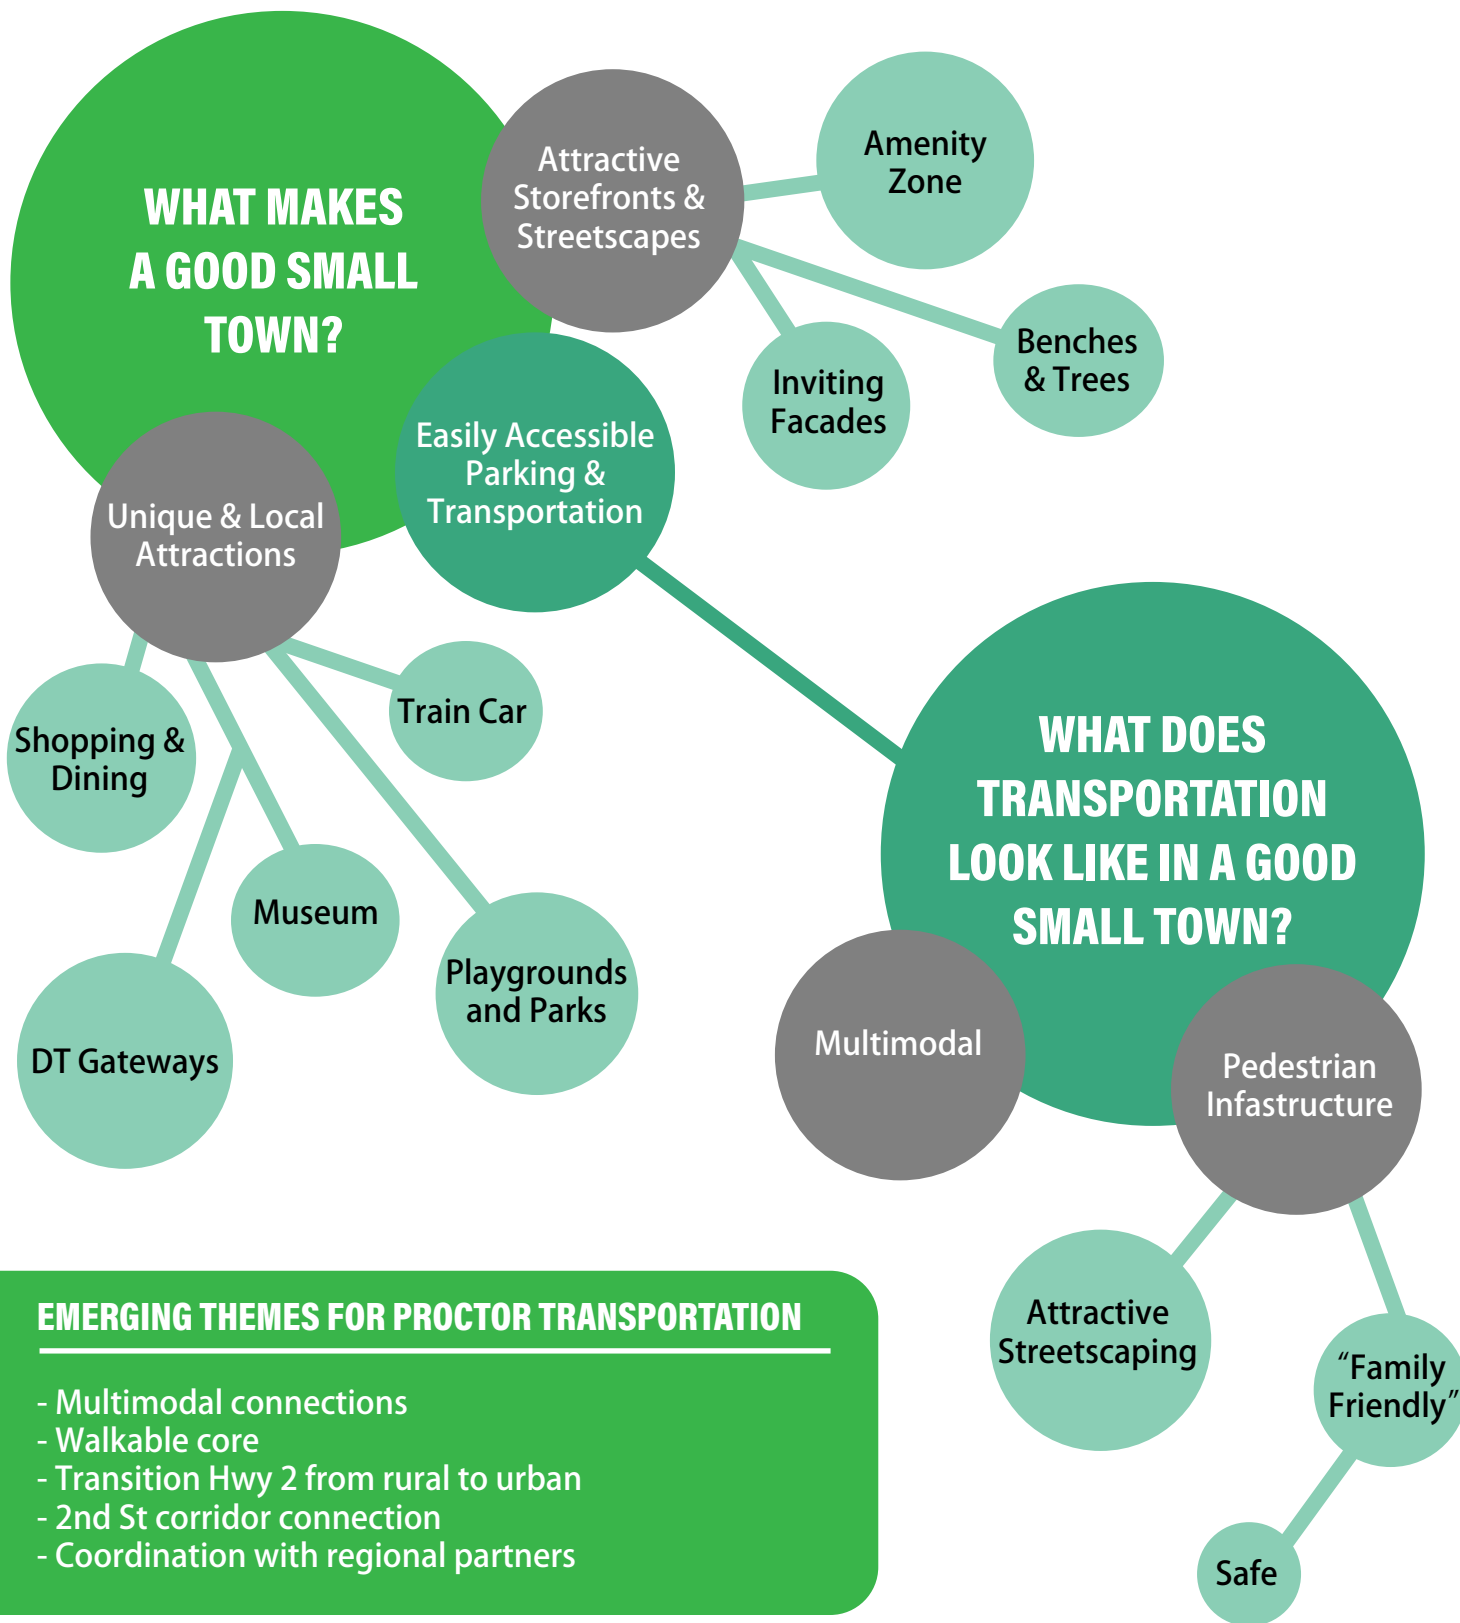 WHAT MAKES
A GOOD SMALL
TOWN?
Attractive
Storefronts &
Streetscapes
Amenity
Zone
Benches
& Trees
Inviting
Facades
Easily Accessible
Parking &
Transportation
Unique & Local
Attractions
Train Car
Shopping &
Dining
Museum
Playgrounds
and Parks
DT Gateways
WHAT DOES
TRANSPORTATION
LOOK LIKE IN A GOOD
SMALL TOWN?
Multimodal
Pedestrian
Infastructure
Attractive
Streetscaping
“Family
Friendly”
Safe
EMERGING THEMES FOR PROCTOR TRANSPORTATION
- Multimodal connections
- Walkable core
- Transition Hwy 2 from rural to urban
- 2nd St corridor connection
- Coordination with regional partners